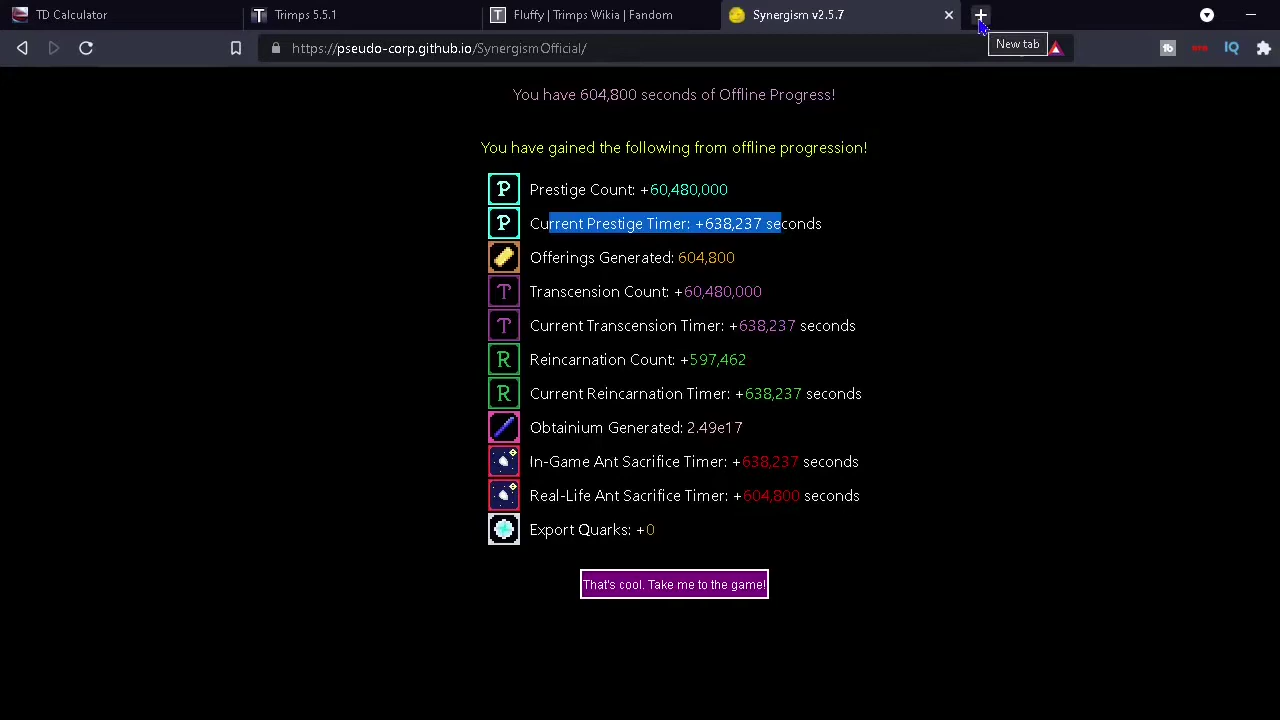 TD Calculator
Trimps 5.5.1
Fluffy | Trimps Wikia | Fandom
Synergism v2.5.7
https://pseudo-corp.github.io/SynergismOfficial/
New tab
You have 604,800 seconds of Offline Progress!
You have gained the following from offline progression!
Prestige Count: +60,480,000
Current Prestige Timer: +638,237 seconds
Offerings Generated: 604,800
Transcension Count: +60,480,000
Current Transcension Timer: +638,237 seconds
Reincarnation Count: +597,462
Current Reincarnation Timer: +638,237 seconds
Obtainium Generated: 2.49e17
In-Game Ant Sacrifice Timer: +638,237 seconds
Real-Life Ant Sacrifice Timer: +604,800 seconds
Export Quarks: +0
That's cool. Take me to the game!